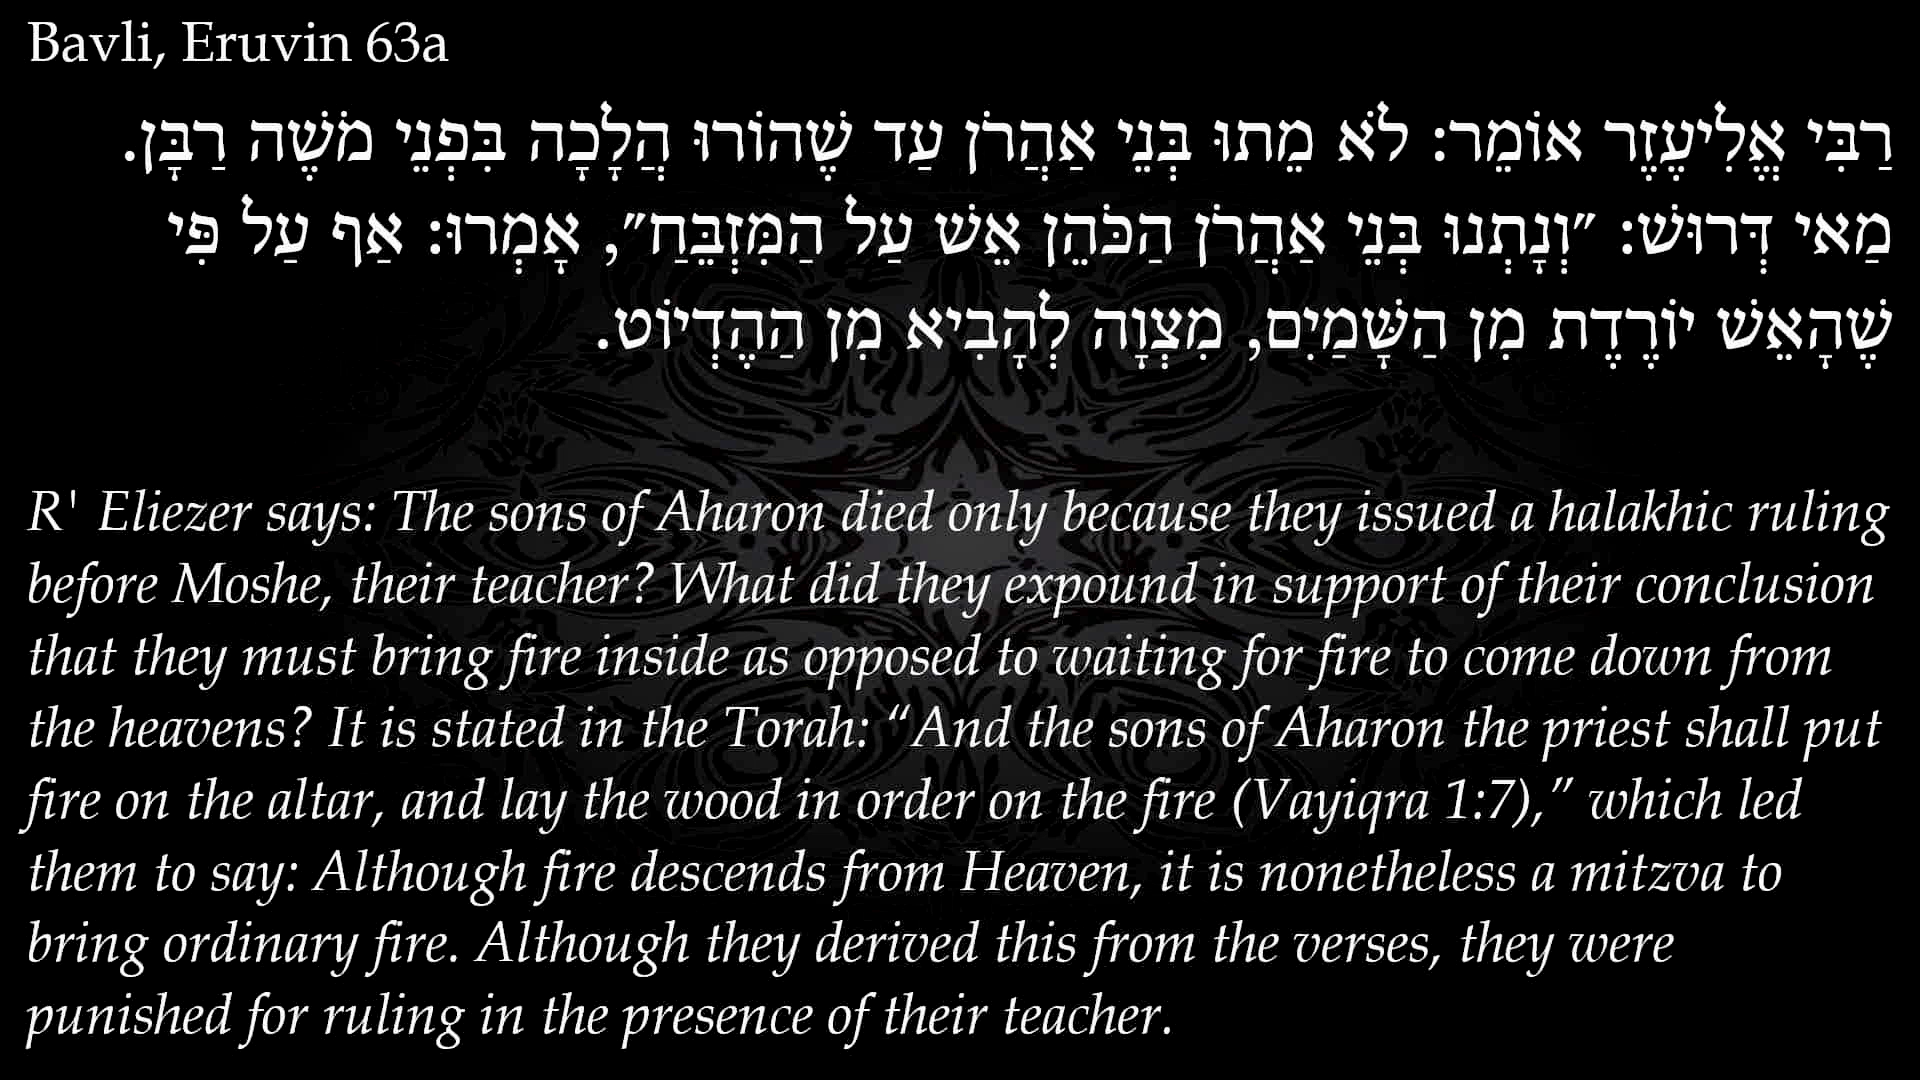 Bavli, Eruvin 63a
רַבִּי אֱלִיעֶזֶר אוֹמֵר: לֹא מֵתוּ בְּנֵי אַהֲרֹן עַד שֶׁהוֹרוּ הֲלָכָה בִּפְנֵי מֹשֶׁה רַבָּן.
מַאי דְּרוּשׁ: ״וְנָתְנוּ בְּנֵי אַהֲרֹן הַכֹּהֵן אֵשׁ עַל הַמִּזְבֵּחַ״, אָמְרוּ: אַף עַל פִּי
שֶׁהָאֵשׁ יוֹרֶדֶת מִן הַשָּׁמַיִם, מִצְוָה לְהָבִיא מִן הַהֶדְיוֹט.
R' Eliezer says: The sons of Aharon died only because they issued a halakhic ruling
before Moshe, their teacher? What did they expound in support of their conclusion
that they must bring fire inside as opposed to waiting for fire to come down from
the heavens? It is stated in the Torah: “And the sons of Aharon the priest shall put
fire on the altar, and lay the wood in order on the fire (Vayiqra 1:7),” which led
them to say: Although fire descends from Heaven, it is nonetheless a mitzva to
bring ordinary fire. Although they derived this from the verses, they were
punished for ruling in the presence of their teacher.